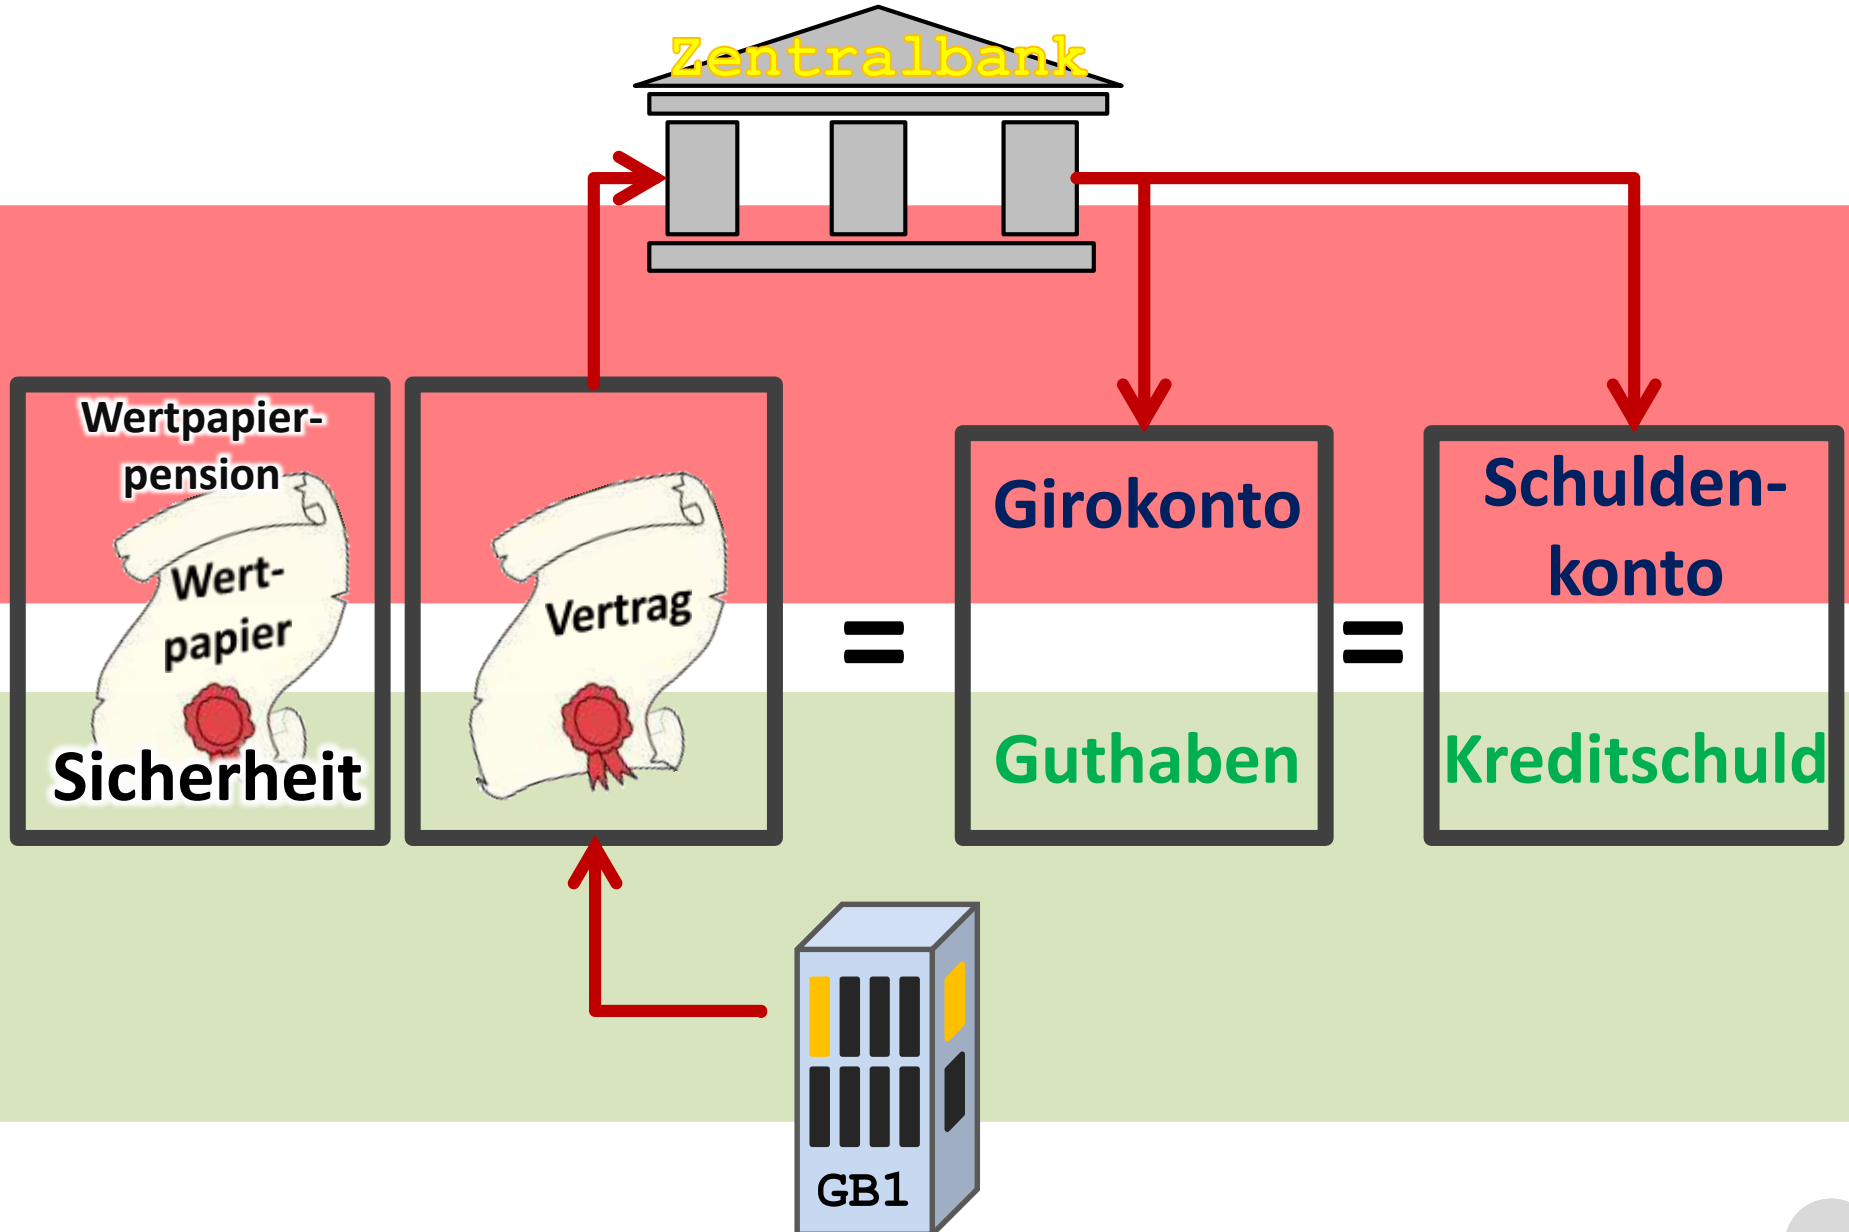 Zentralbank
Wertpapier-
pension
Wert-
papier
Sicherheit
Vertrag
=
Girokonto
Guthaben
=
Schulden-
konto
Kreditschuld
GB1